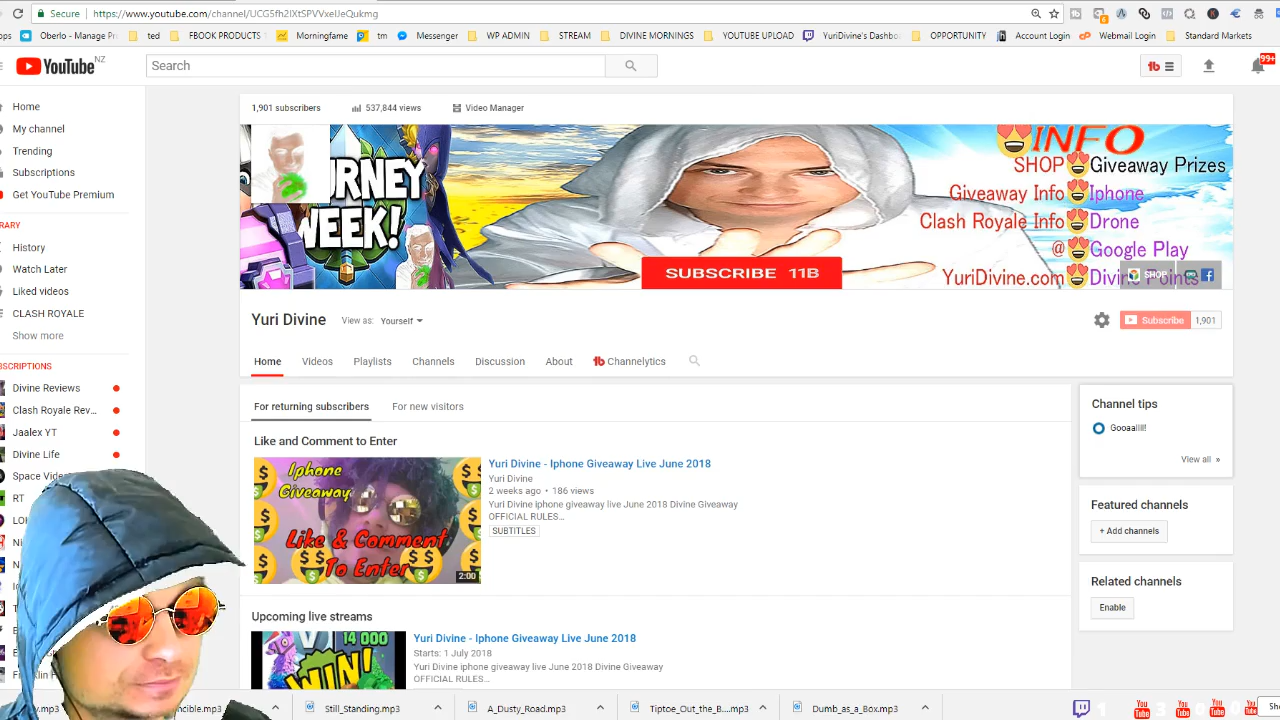 Secure https://www.youtube.com/channel/UCG5fh2IXtSPVVxelJeQukmg
Oberlo - Manage Pr ted FBOOK PRODUCTS Morningfame tm Messenger WP ADMIN STREAM DIVINE MORNINGS YOUTUBE UPLOAD YuriDivine's Dashbo OPPORTUNITY Account Login Webmail Login Standard Markets
YouTube NZ
Search
99+
Home
My channel
Trending
Subscriptions
Get YouTube Premium
History
Watch Later
Liked videos
CLASH ROYALE
Show more
Divine Reviews
Clash Royale Rev...
Jaalex YT
Divine Life
1,901 subscribers 537,844 views Video Manager
WEEK!
INFO
SHOP Giveaway Prizes
Giveaway Info Iphone
Clash Royale Info Drone
@ Google Play
YuriDivine.com
SUBSCRIBE 11B
SHOP
Yuri Divine View as: Yourself
Subscribe 1,901
Home Videos Playlists Channels Discussion About Channelytics
For returning subscribers For new visitors
Like and Comment to Enter
Iphone
Giveaway
Like & Comment
To Enter
2:00
Yuri Divine - Iphone Giveaway Live June 2018
Yuri Divine
2 weeks ago • 186 views
Yuri Divine iphone giveaway live June 2018 Divine Giveaway
OFFICIAL RULES...
SUBTITLES
Upcoming live streams
14 000
WIN!
Yuri Divine - Iphone Giveaway Live June 2018
Starts: 1 July 2018
Yuri Divine iphone giveaway live June 2018 Divine Giveaway
OFFICIAL RULES...
Channel tips
Gooaallll!
View all »
Featured channels
+ Add channels
Related channels
Enable
Still_Standing.mp3 A_Dusty_Road.mp3 Tiptoe_Out_the_B....mp3 Dumb_as_a_Box.mp3